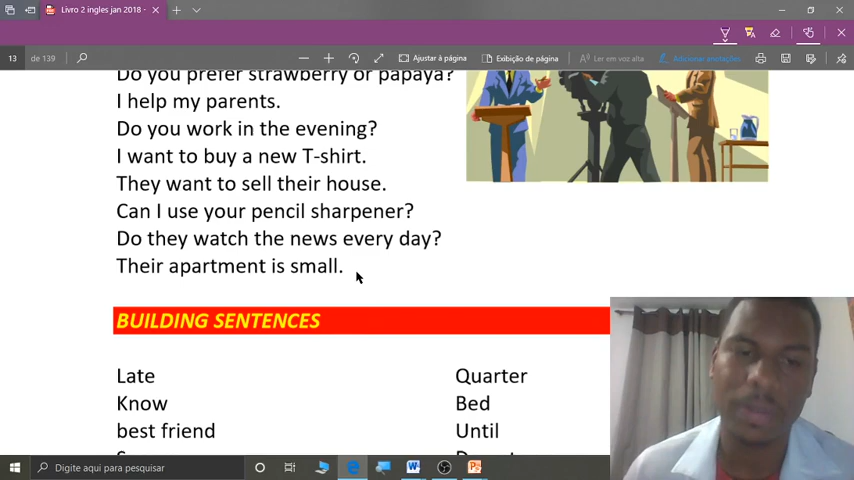 Livro 2 ingles jan 2018 -
13 de 139
Ajustar à página
Exibição de página
Ler em voz alta
Adicionar anotações
Do you prefer strawberry or papaya?
I help my parents.
Do you work in the evening?
I want to buy a new T-shirt.
They want to sell their house.
Can I use your pencil sharpener?
Do they watch the news every day?
Their apartment is small.
BUILDING SENTENCES
Late Quarter
Know Bed
best friend Until
Digite aqui para pesquisar